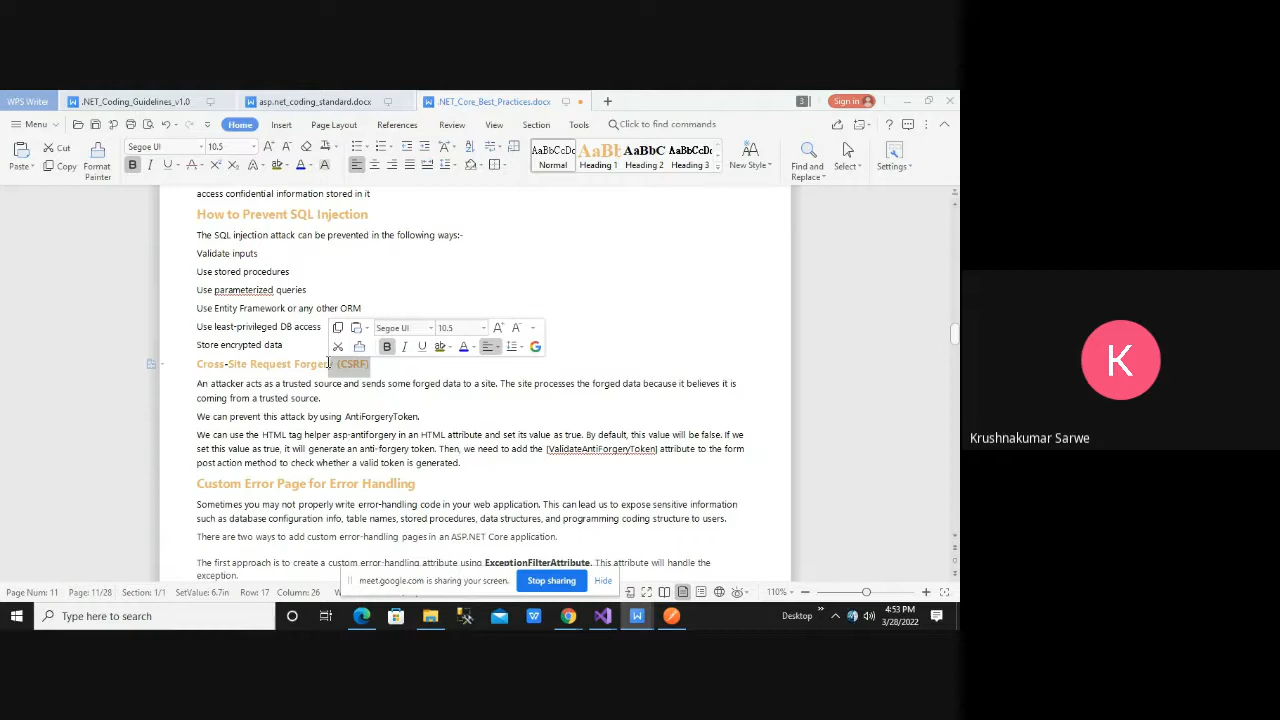 WPS Writer
.NET_Coding_Guidelines_v1.0
asp.net_coding_standard.docx
.NET_Core_Best_Practices.docx
3
Sign in
Menu
Home
Insert
Page Layout
References
Review
View
Section
Tools
Click to find commands
Paste
Cut
Copy
Format
Painter
Segoe UI
10.5
AaBbCcDc
Normal
AaBb
Heading 1
AaBbC
Heading 2
AaBbCc
Heading 3
New Style
Find and
Replace
Select
Settings
access confidential information stored in it
How to Prevent SQL Injection
The SQL injection attack can be prevented in the following ways:-
Validate inputs
Use stored procedures
Use parameterized queries
Use Entity Framework or any other ORM
Use least-privileged DB access
Store encrypted data
Segoe UI
10.5
Cross-Site Request Forgery (CSRF)
An attacker acts as a trusted source and sends some forged data to a site. The site processes the forged data because it believes it is
coming from a trusted source.
We can prevent this attack by using AntiForgeryToken.
We can use the HTML tag helper asp-antiforgery in an HTML attribute and set its value as true. By default, this value will be false. If we
set this value as true, it will generate an anti-forgery token. Then, we need to add the [ValidateAntiForgeryToken] attribute to the form
post action method to check whether a valid token is generated.
Custom Error Page for Error Handling
Sometimes you may not properly write error-handling code in your web application. This can lead us to expose sensitive information
such as database configuration info, table names, stored procedures, data structures, and programming coding structure to users.
There are two ways to add custom error-handling pages in an ASP.NET Core application.
The first approach is to create a custom error-handling attribute using ExceptionFilterAttribute. This attribute will handle the
exception.
meet.google.com is sharing your screen.
Stop sharing
Hide
Page Num: 11
Page: 11/28
Section: 1/1
SetValue: 6.7in
Row: 17
Column: 26
110%
Type here to search
Desktop
4:53 PM
3/28/2022
K
Krushnakumar Sarwe